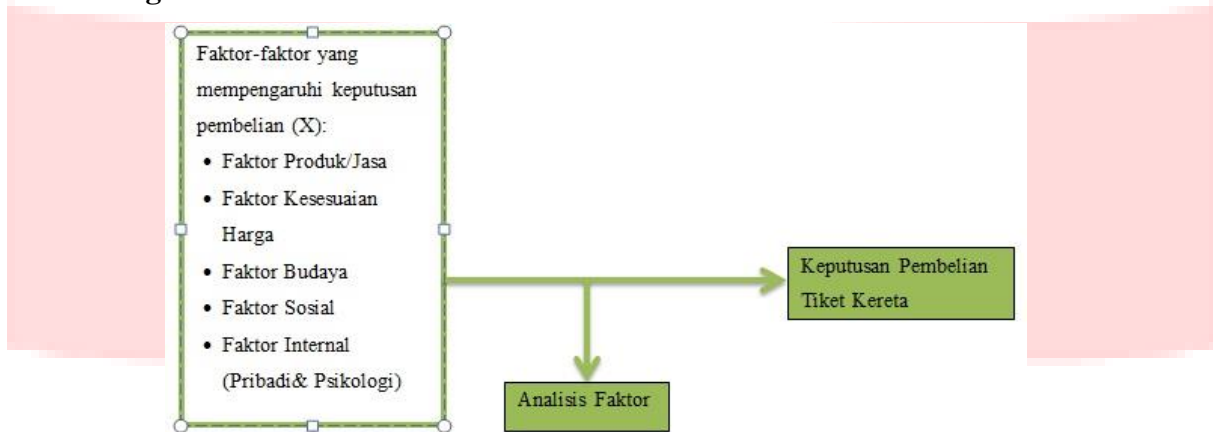 Faktor-faktor yang
mempengaruhi keputusan
pembelian (X):
• Faktor Produk/Jasa
• Faktor Kesesuaian
Harga
• Faktor Budaya
• Faktor Sosial
• Faktor Internal
(Pribadi& Psikologi)
Keputusan Pembelian
Tiket Kereta
Analisis Faktor